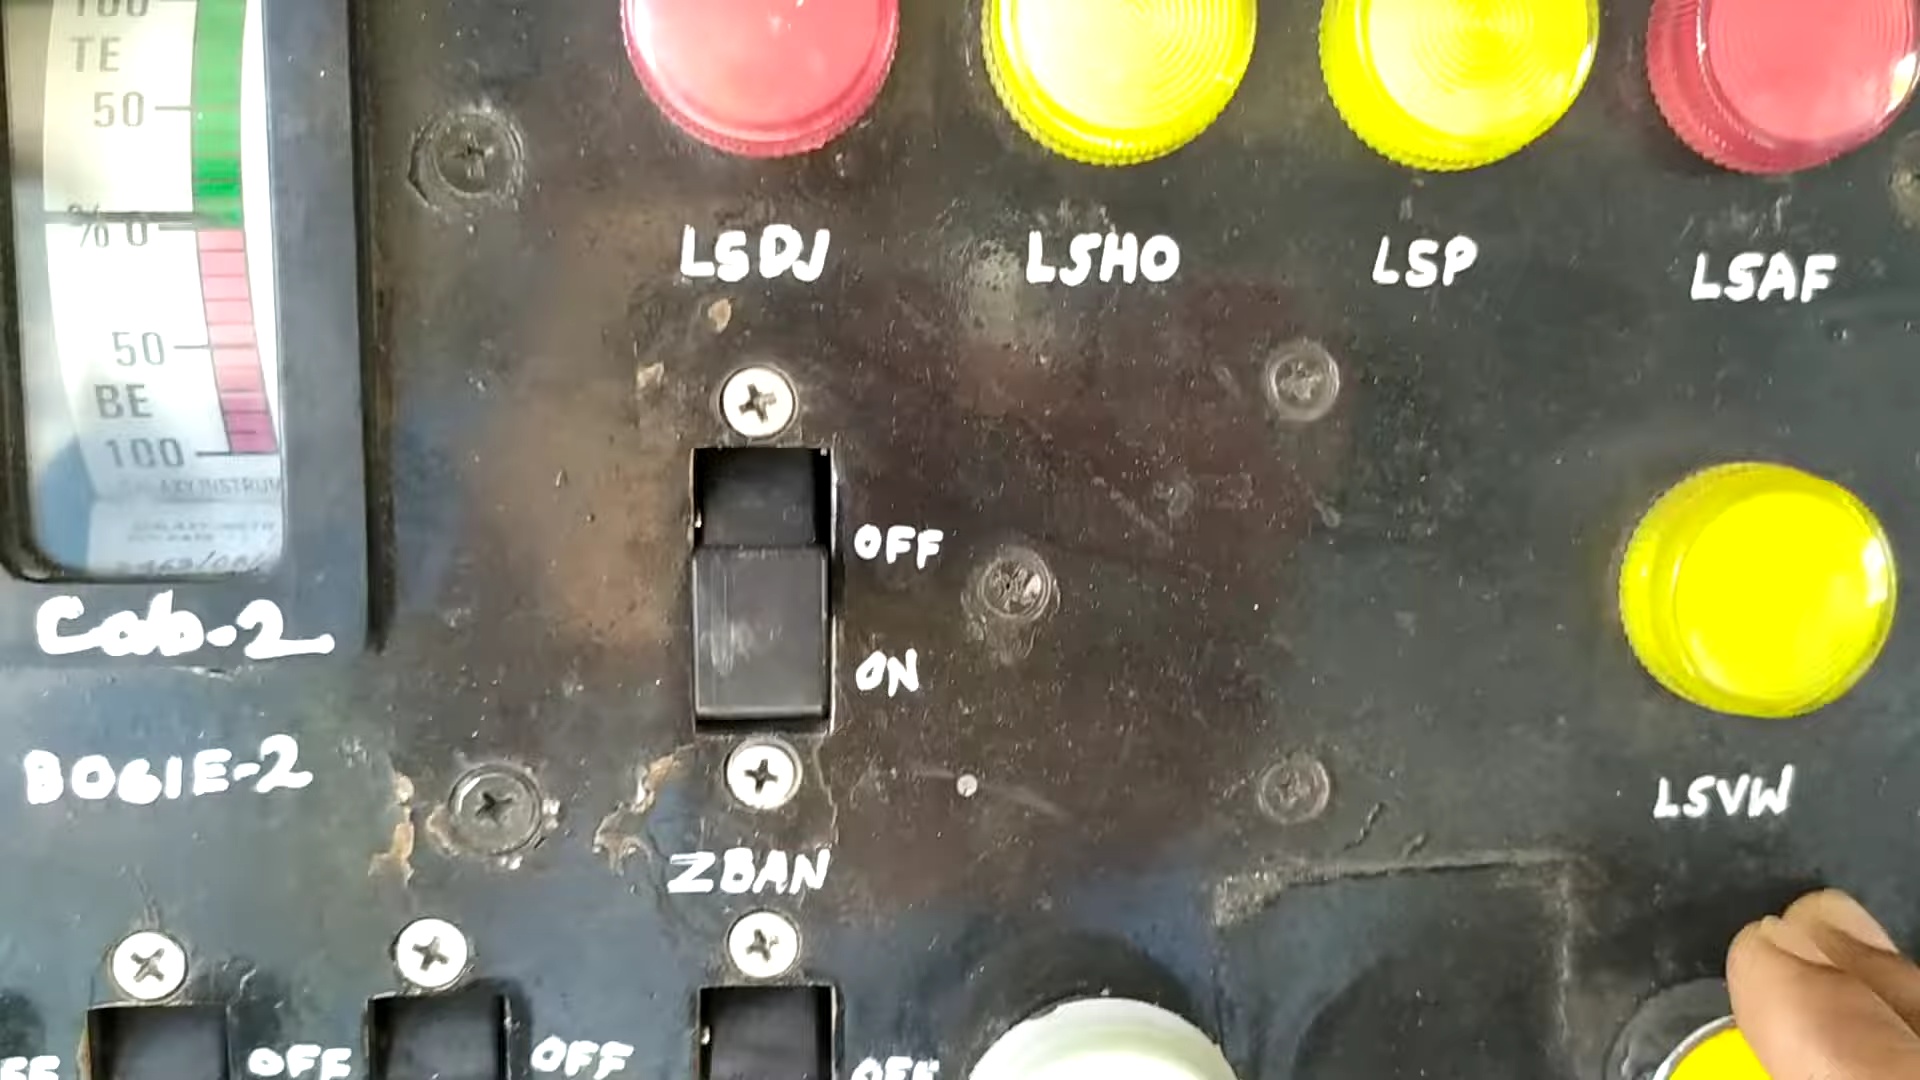 100
TE
50
% 0
50
BE
100
Cab-2
BOGIE-2
LSDJ
LSHO
LSP
LSAF
OFF
ON
LSVW
ZBAN
OFF
OFF